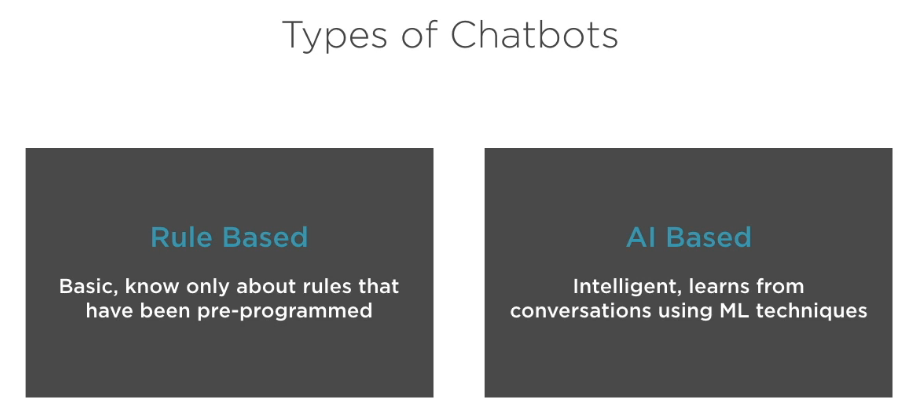 Types of Chatbots
Rule Based
Basic, know only about rules that
have been pre-programmed
AI Based
Intelligent, learns from
conversations using ML techniques